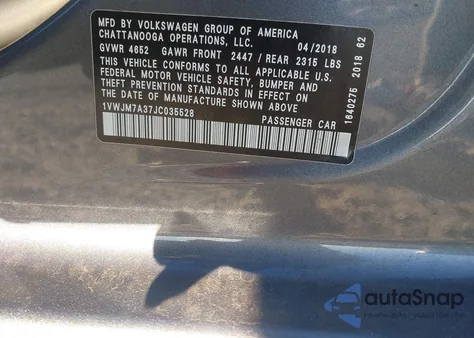 MFD BY VOLKSWAGEN GROUP OF AMERICA
CHATTANOOGA OPERATIONS, LLC. 04/2018
GVWR 4652 GAWR FRONT 2447 / REAR 2315 LBS
THIS VEHICLE CONFORMS TO ALL APPLICABLE U.S.
FEDERAL MOTOR VEHICLE SAFETY, BUMPER AND
THEFT PREVENTION STANDARDS IN EFFECT ON
THE DATE OF MANUFACTURE SHOWN ABOVE.
1VWJM7A37JC035528 PASSENGER CAR
1640275 2018 62
autoSnap